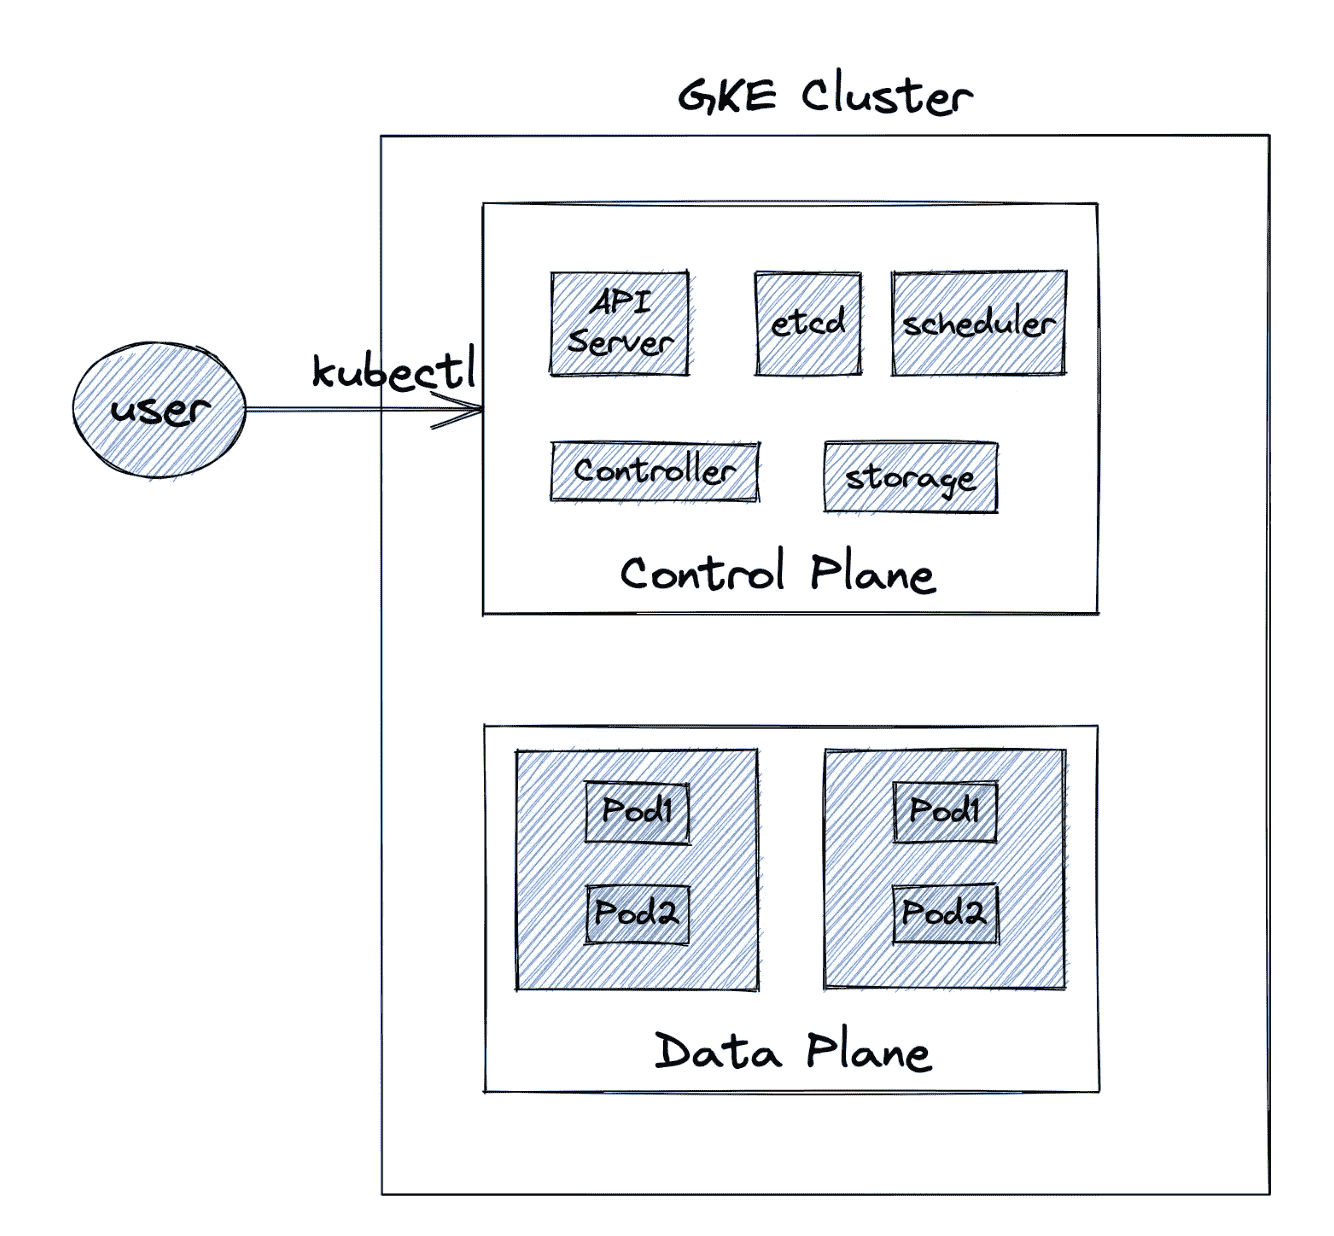 GKE Cluster
API
Server
etcd
scheduler
kubectl
user
Controller
storage
Control Plane
Pod1
Pod1
Pod2
Pod2
Data Plane